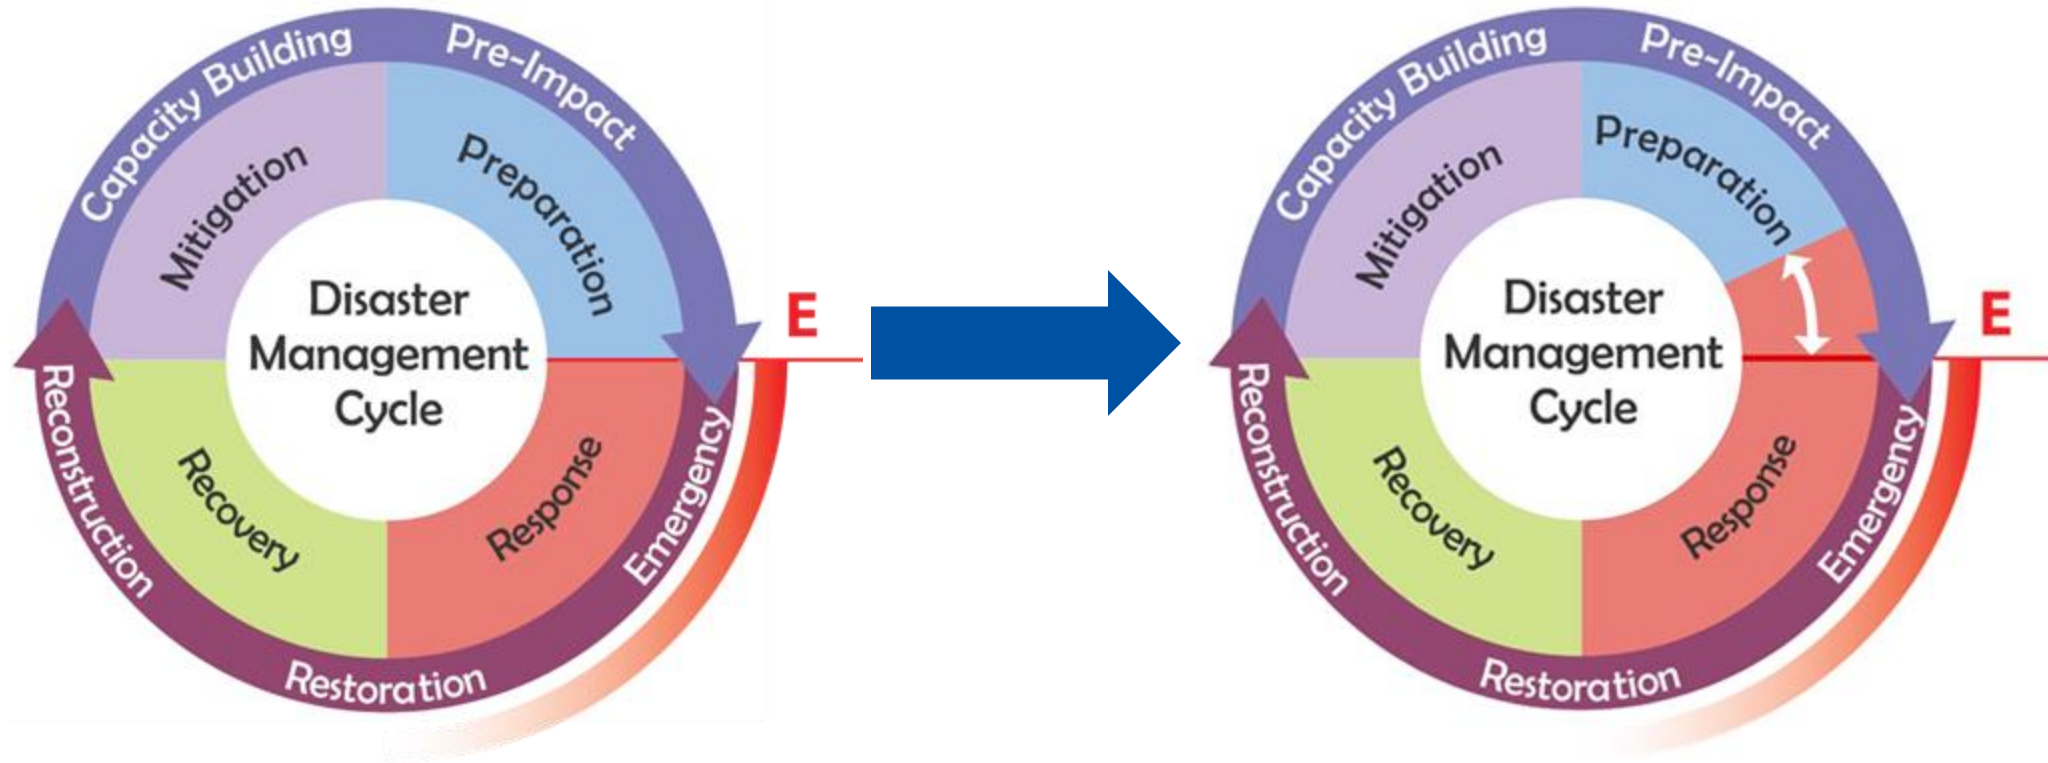 Capacity Building
Pre-Impact
Mitigation
Preparation
Disaster
Management
Cycle
E
Reconstruction
Recovery
Response
Emergency
Restoration
Capacity Building
Pre-Impact
Mitigation
Preparation
Disaster
Management
Cycle
E
Reconstruction
Recovery
Response
Emergency
Restoration